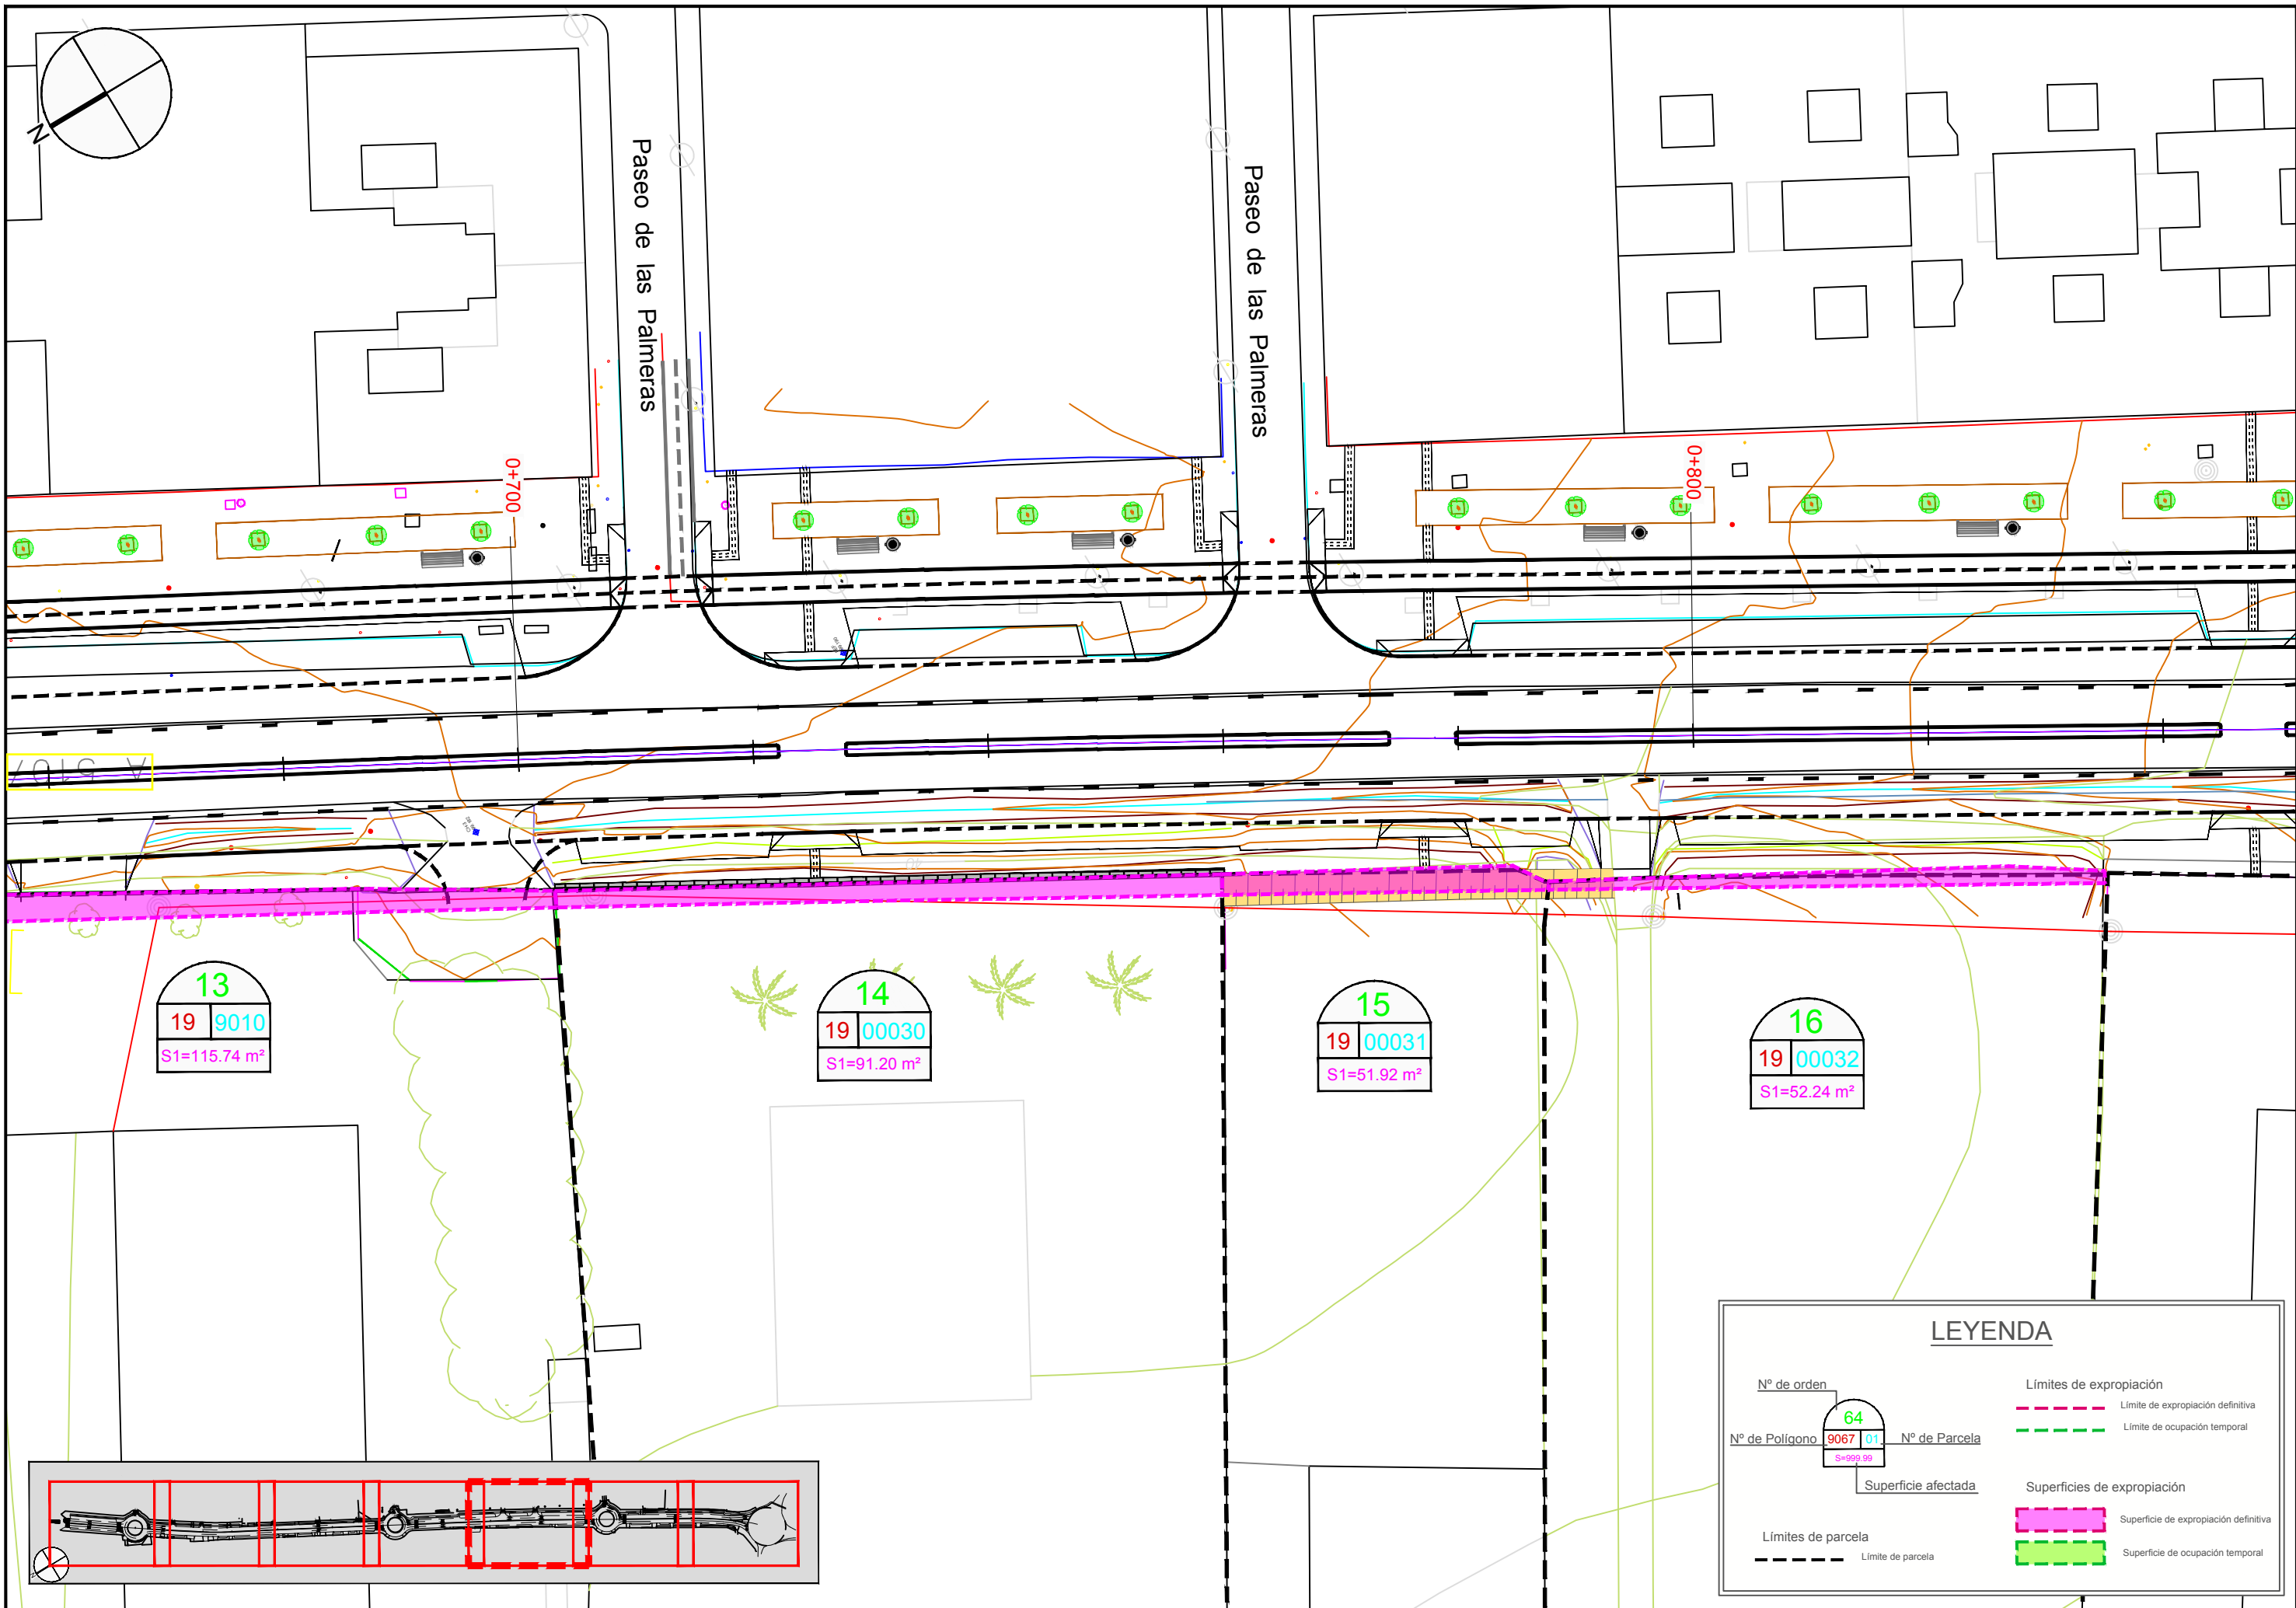 N
Paseo de las Palmeras
Paseo de las Palmeras
0+700
0+800
A 5107
13
19 9010
S1=115.74 m²
14
19 00030
S1=91.20 m²
15
19 00031
S1=51.92 m²
16
19 00032
S1=52.24 m²
LEYENDA
Nº de orden
64
Nº de Polígono 9067 01 Nº de Parcela
S=999.99
Superficie afectada
Límites de parcela
Límite de parcela
Límites de expropiación
Límite de expropiación definitiva
Límite de ocupación temporal
Superficies de expropiación
Superficie de expropiación definitiva
Superficie de ocupación temporal